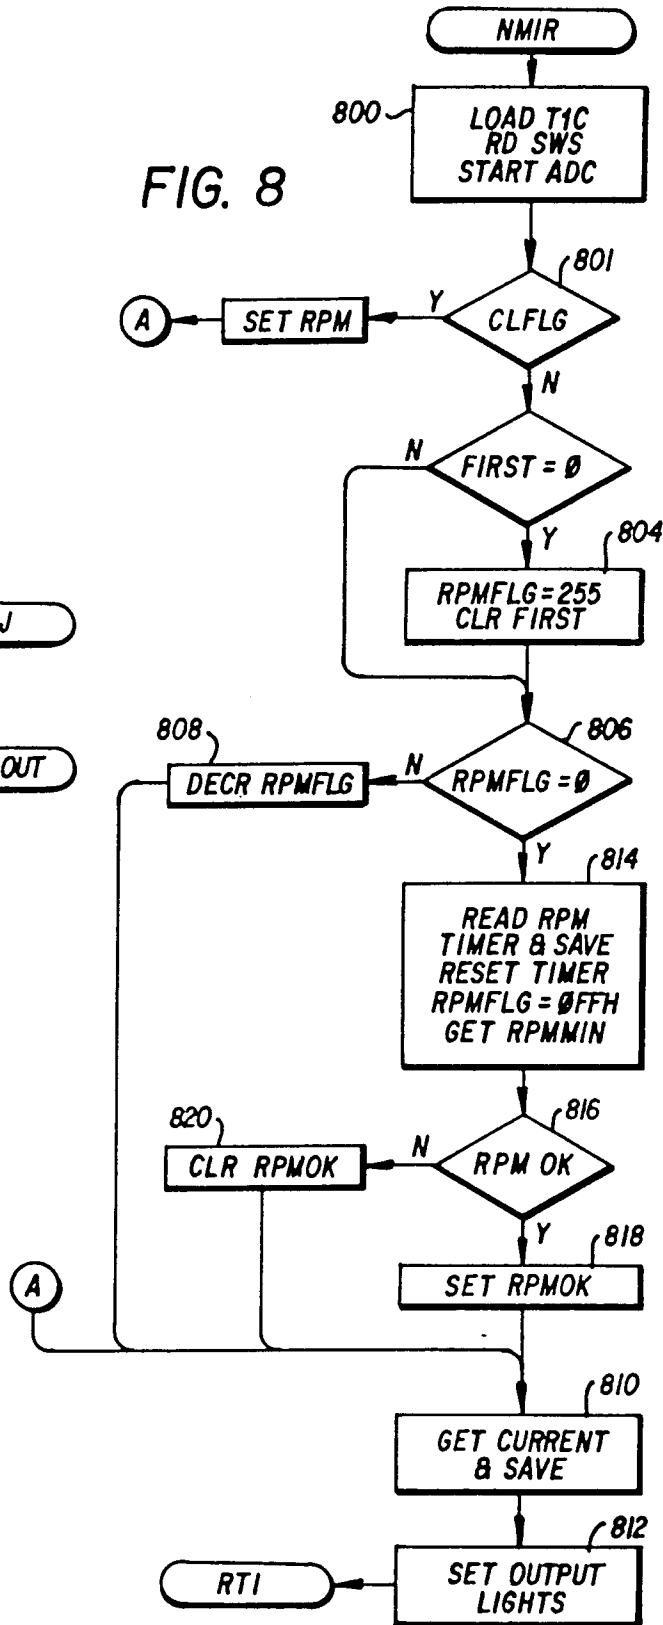 NMIR
800
LOAD T1C
RD SWS
START ADC
FIG. 8
801
CLFLG
Y
SET RPM
A
N
FIRST = Ø
N
Y
804
RPMFLG = 255
CLR FIRST
J
806
808
RPMFLG = Ø
N
DECR RPMFLG
OUT
Y
814
READ RPM
TIMER & SAVE
RESET TIMER
RPMFLG = ØFFH
GET RPMMIN
816
820
RPM OK
N
CLR RPMOK
Y
818
SET RPMOK
A
810
GET CURRENT
& SAVE
812
SET OUTPUT
LIGHTS
RTI